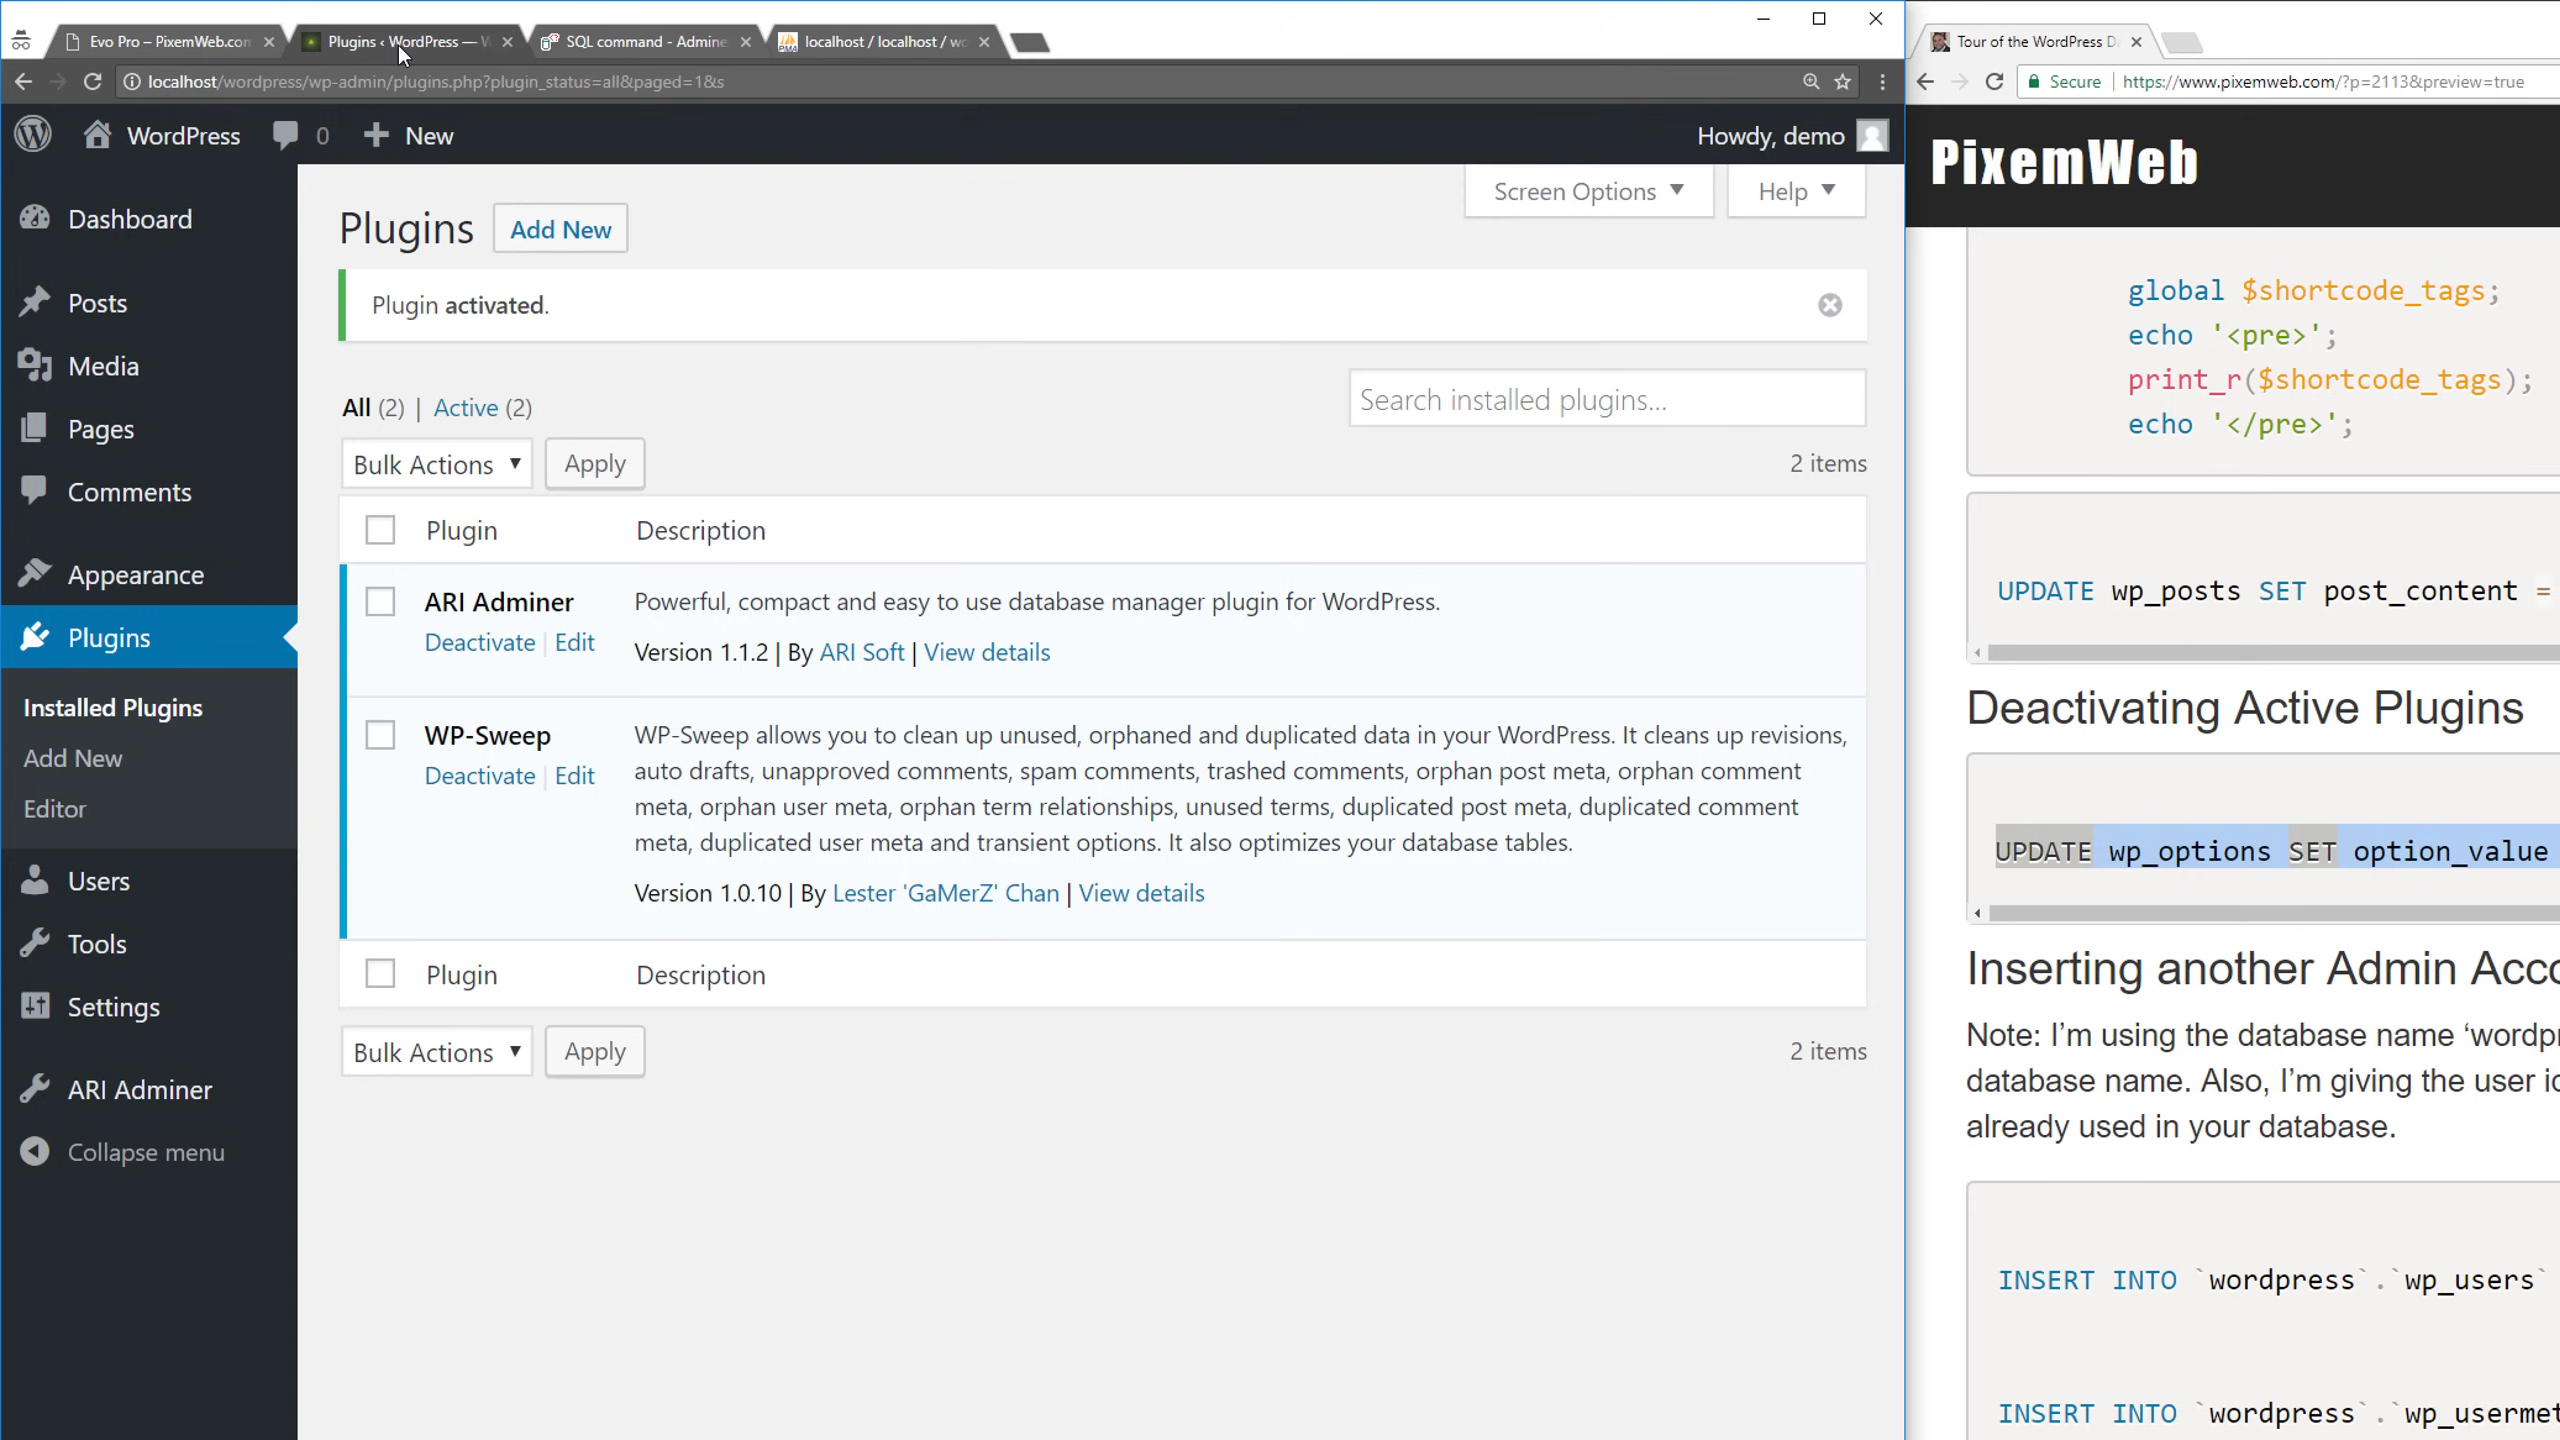 Evo Pro – PixemWeb.con
Plugins ‹ WordPress — W
SQL command - Admine
localhost / localhost / wo
localhost/wordpress/wp-admin/plugins.php?plugin_status=all&paged=1&s
WordPress
0
New
Howdy, demo
Dashboard
Posts
Media
Pages
Comments
Appearance
Plugins
Installed Plugins
Add New
Editor
Users
Tools
Settings
ARI Adminer
Collapse menu
Screen Options
Help
Plugins
Add New
Plugin activated.
All (2) | Active (2)
Search installed plugins...
Bulk Actions
Apply
2 items
Plugin
Description
ARI Adminer
Deactivate | Edit
Powerful, compact and easy to use database manager plugin for WordPress.
Version 1.1.2 | By ARI Soft | View details
WP-Sweep
Deactivate | Edit
WP-Sweep allows you to clean up unused, orphaned and duplicated data in your WordPress. It cleans up revisions,
auto drafts, unapproved comments, spam comments, trashed comments, orphan post meta, orphan comment
meta, orphan user meta, orphan term relationships, unused terms, duplicated post meta, duplicated comment
meta, duplicated user meta and transient options. It also optimizes your database tables.
Version 1.0.10 | By Lester 'GaMerZ' Chan | View details
Plugin
Description
Bulk Actions
Apply
2 items
Tour of the WordPress D
Secure
https://www.pixemweb.com/?p=2113&preview=true
PixemWeb
global $shortcode_tags;
echo '<pre>';
print_r($shortcode_tags);
echo '</pre>';
UPDATE wp_posts SET post_content =
Deactivating Active Plugins
UPDATE wp_options SET option_value
Inserting another Admin Acco
Note: I’m using the database name ‘wordpr
database name. Also, I’m giving the user id
already used in your database.
INSERT INTO `wordpress`.`wp_users`
INSERT INTO `wordpress`.`wp_usermet